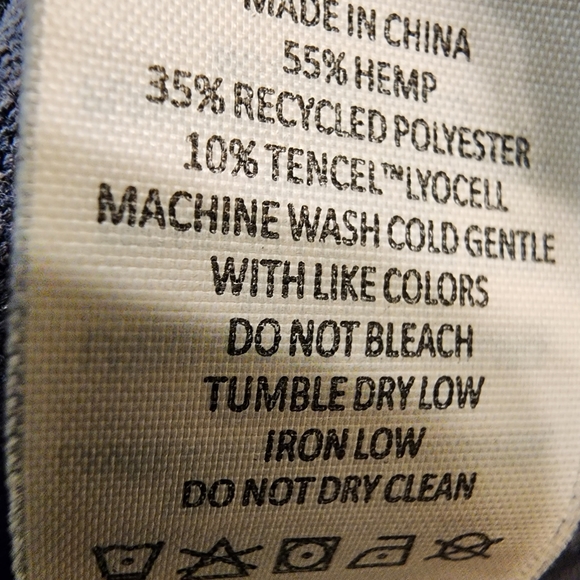 MADE IN CHINA
55% HEMP
35% RECYCLED POLYESTER
10% TENCEL™ LYOCELL
MACHINE WASH COLD GENTLE
WITH LIKE COLORS
DO NOT BLEACH
TUMBLE DRY LOW
IRON LOW
DO NOT DRY CLEAN